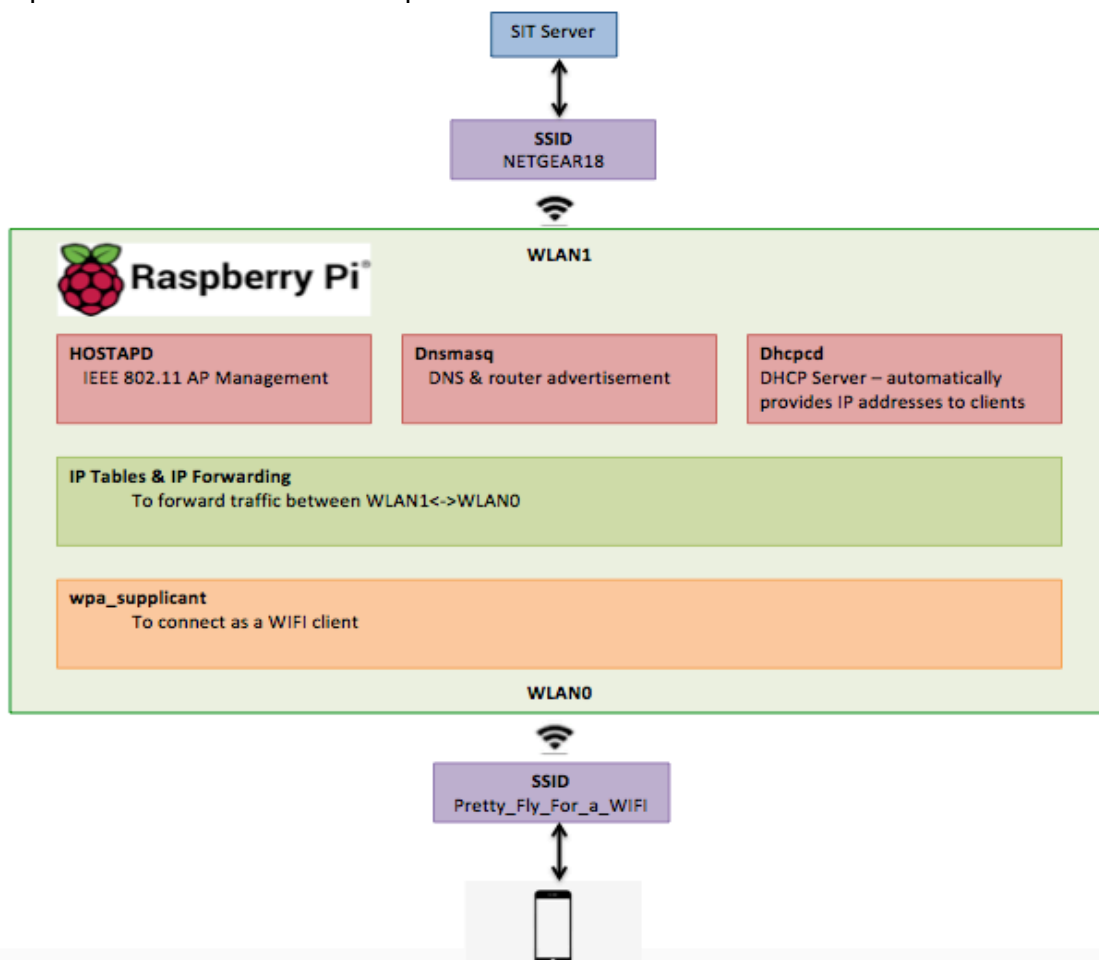 SIT Server
SSID
NETGEAR18
WLAN1
Raspberry Pi
HOSTAPD
IEEE 802.11 AP Management
Dnsmasq
DNS & router advertisement
Dhcpcd
DHCP Server – automatically
provides IP addresses to clients
IP Tables & IP Forwarding
To forward traffic between WLAN1<->WLAN0
wpa_supplicant
To connect as a WIFI client
WLAN0
SSID
Pretty_Fly_For_a_WIFI